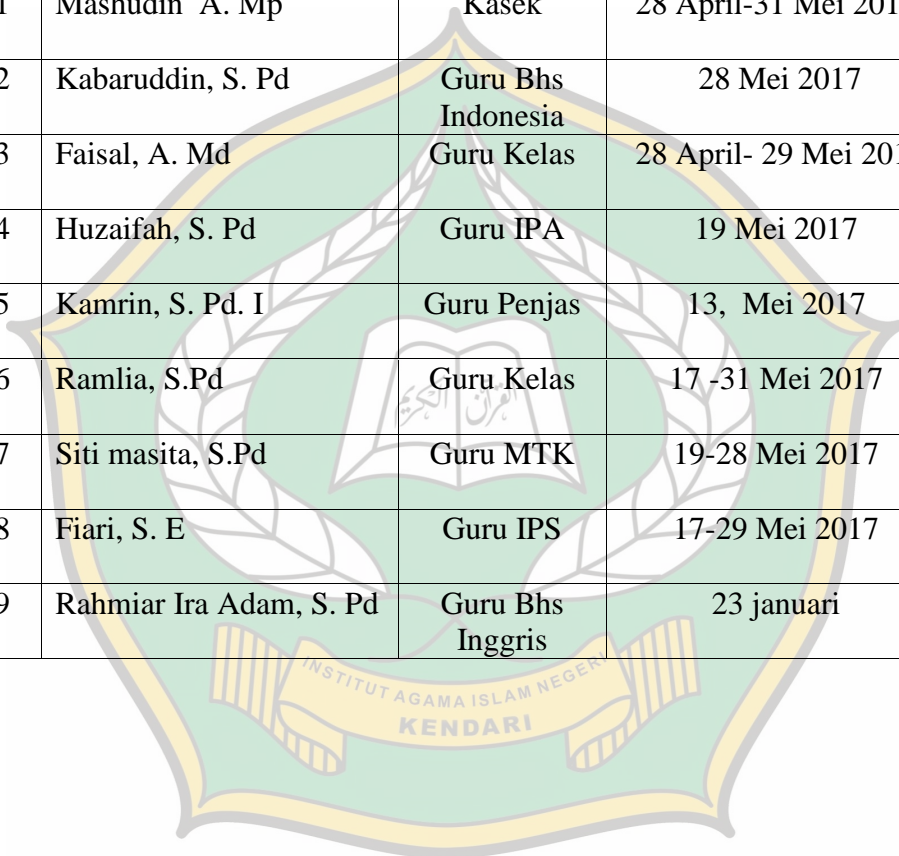 1 Mashudin A. Mp Kasek 28 April-31 Mei 201
2 Kabaruddin, S. Pd Guru Bhs 28 Mei 2017
Indonesia
3 Faisal, A. Md Guru Kelas 28 April- 29 Mei 201
4 Huzaifah, S. Pd Guru IPA 19 Mei 2017
5 Kamrin, S. Pd. I Guru Penjas 13, Mei 2017
6 Ramlia, S.Pd Guru Kelas 17 -31 Mei 2017
القرآن الكريم
7 Siti masita, S.Pd Guru MTK 19-28 Mei 2017
8 Fiari, S. E Guru IPS 17-29 Mei 2017
9 Rahmiar Ira Adam, S. Pd Guru Bhs 23 januari
Inggris
INSTITUT AGAMA ISLAM NEGERI
KENDARI